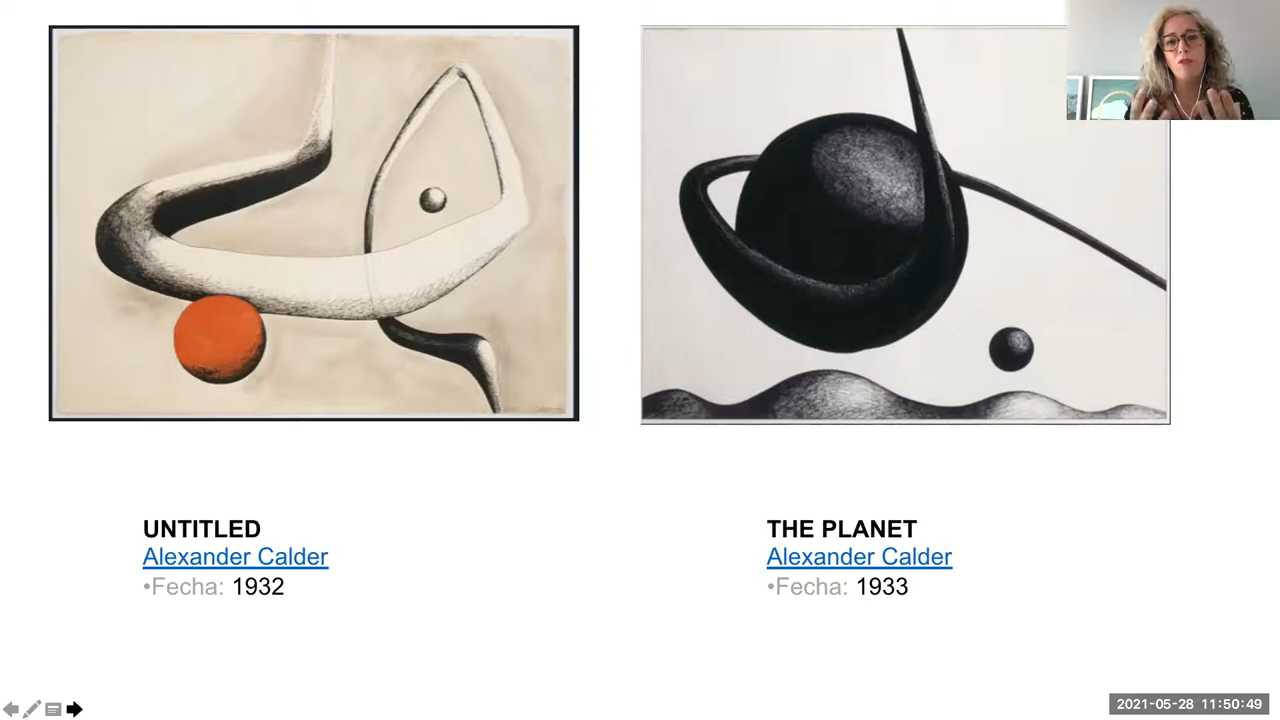 UNTITLED
Alexander Calder
•Fecha: 1932
THE PLANET
Alexander Calder
•Fecha: 1933
2021-05-28 11:50:49